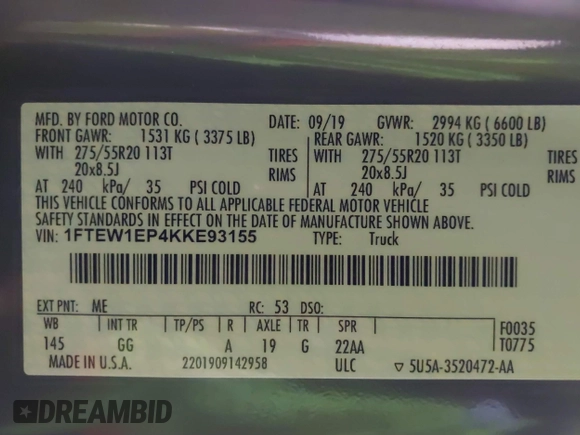 MFD. BY FORD MOTOR CO. DATE: 09/19 GVWR: 2994 KG ( 6600 LB)
FRONT GAWR: 1531 KG ( 3375 LB) REAR GAWR: 1520 KG ( 3350 LB)
WITH 275/55R20 113T TIRES WITH 275/55R20 113T TIRES
20x8.5J RIMS 20x8.5J RIMS
AT 240 kPa/ 35 PSI COLD AT 240 kPa/ 35 PSI COLD
THIS VEHICLE CONFORMS TO ALL APPLICABLE FEDERAL MOTOR VEHICLE
SAFETY STANDARDS IN EFFECT ON THE DATE OF MANUFACTURE SHOWN ABOVE.
VIN: 1FTEW1EP4KKE93155 TYPE: Truck
EXT PNT: ME RC: 53 DSO:
WB INT TR TP/PS R AXLE TR SPR F0035
145 GG A 19 G 22AA T0775
MADE IN U.S.A. 2201909142958 ULC ▽ 5U5A-3520472-AA
DREAMBID